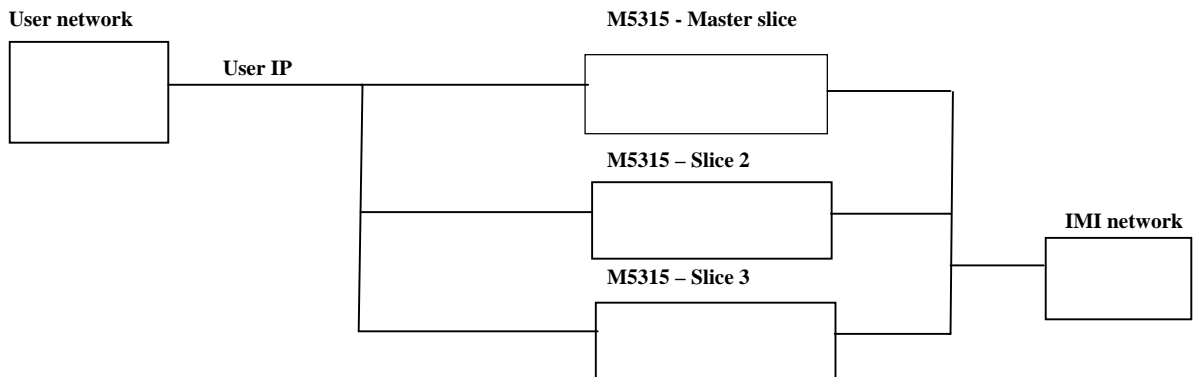 User network
M5315 - Master slice
User IP
M5315 – Slice 2
IMI network
M5315 – Slice 3